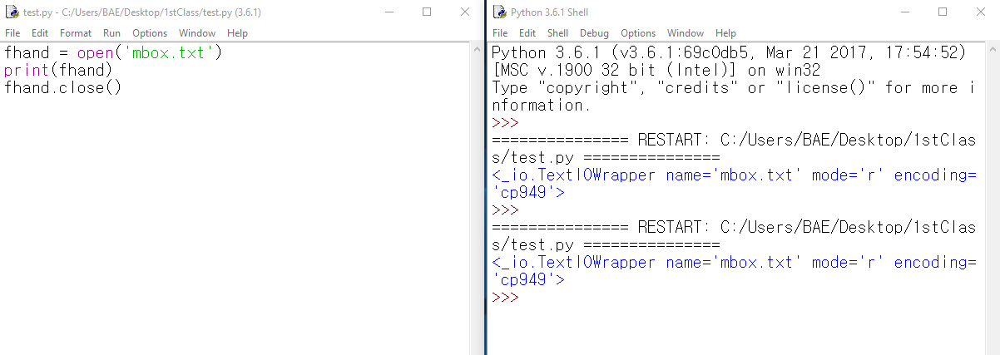 test.py - C:/Users/BAE/Desktop/1stClass/test.py (3.6.1)
File Edit Format Run Options Window Help
fhand = open('mbox.txt')
print(fhand)
fhand.close()
Python 3.6.1 Shell
File Edit Shell Debug Options Window Help
Python 3.6.1 (v3.6.1:69c0db5, Mar 21 2017, 17:54:52)
[MSC v.1900 32 bit (Intel)] on win32
Type "copyright", "credits" or "license()" for more i
nformation.
>>>
=============== RESTART: C:/Users/BAE/Desktop/1stClas
s/test.py ===============
<_io.TextIOWrapper name='mbox.txt' mode='r' encoding=
'cp949'>
>>>
=============== RESTART: C:/Users/BAE/Desktop/1stClas
s/test.py ===============
<_io.TextIOWrapper name='mbox.txt' mode='r' encoding=
'cp949'>
>>>